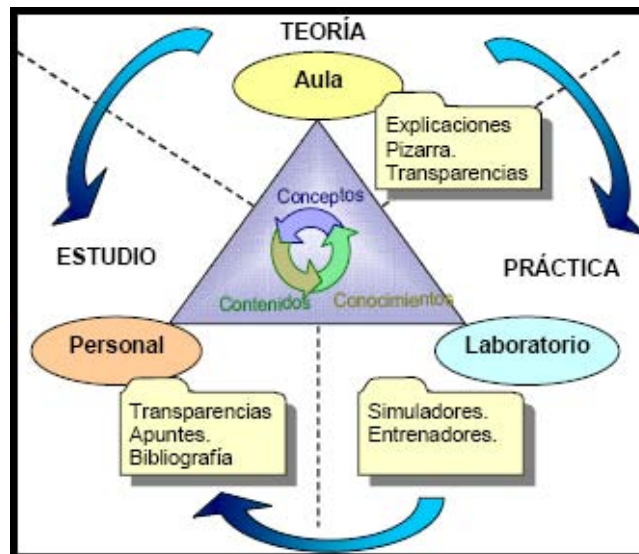 TEORÍA
Aula
Explicaciones
Pizarra.
Transparencias
Conceptos
Contenidos
Conocimientos
ESTUDIO
PRÁCTICA
Personal
Laboratorio
Transparencias
Apuntes.
Bibliografía
Simuladores.
Entrenadores.